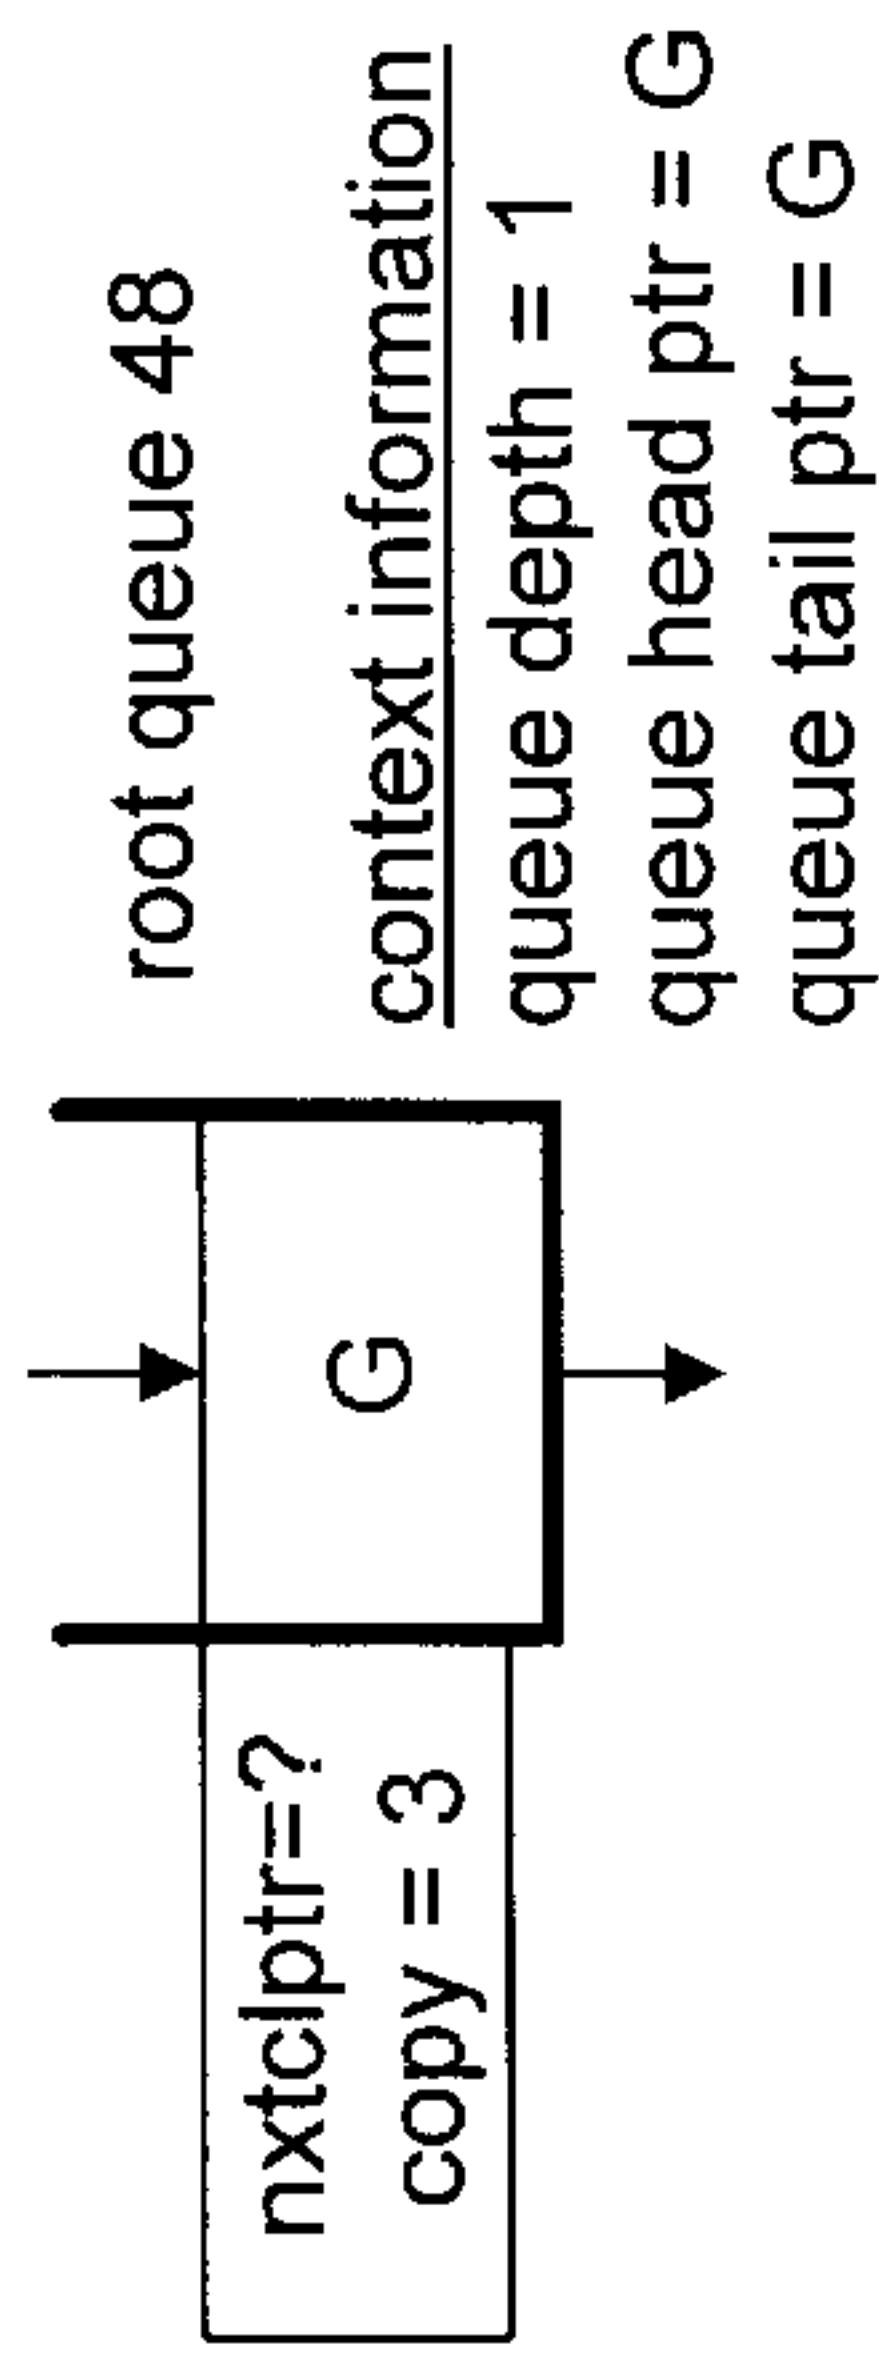 root queue 48
context information
queue depth = 1
queue head ptr = G
queue tail ptr = G
G
nxtclptr=?
copy = 3